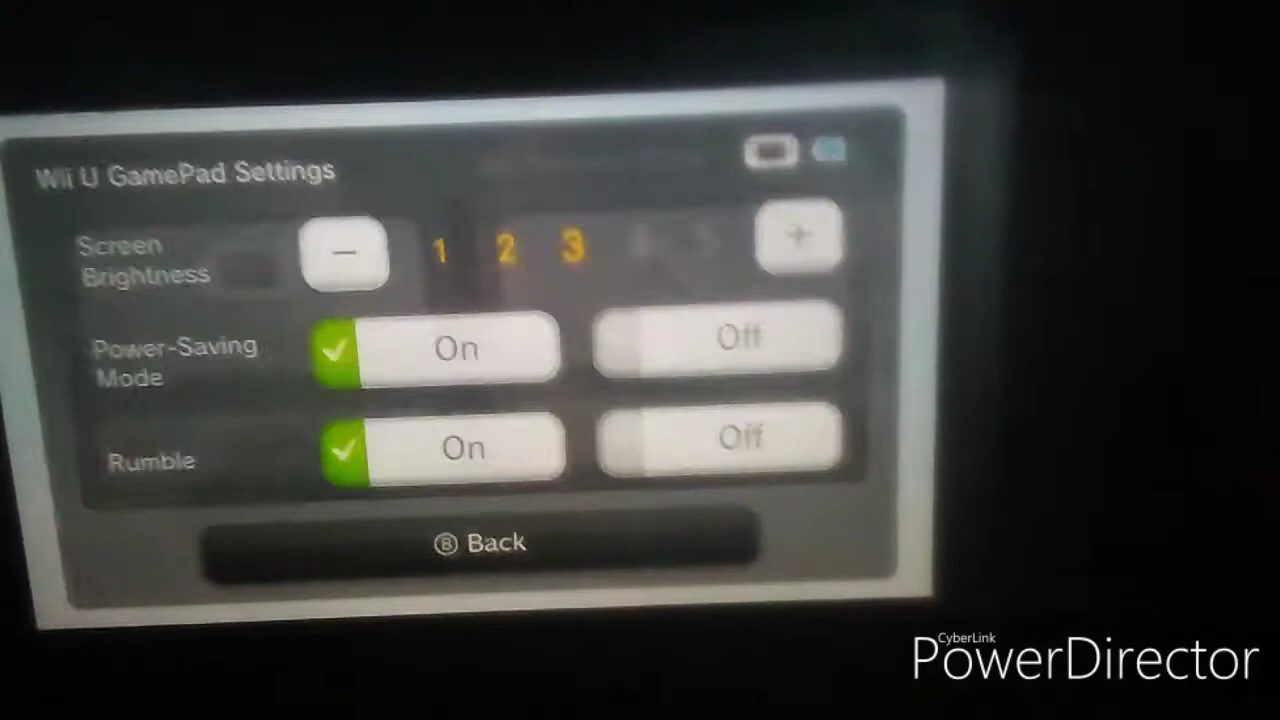 Wii U GamePad Settings
Screen
Brightness
−
1 2 3
+
Power-Saving
Mode
On
Off
Rumble
On
Off
Ⓑ Back
CyberLink
PowerDirector